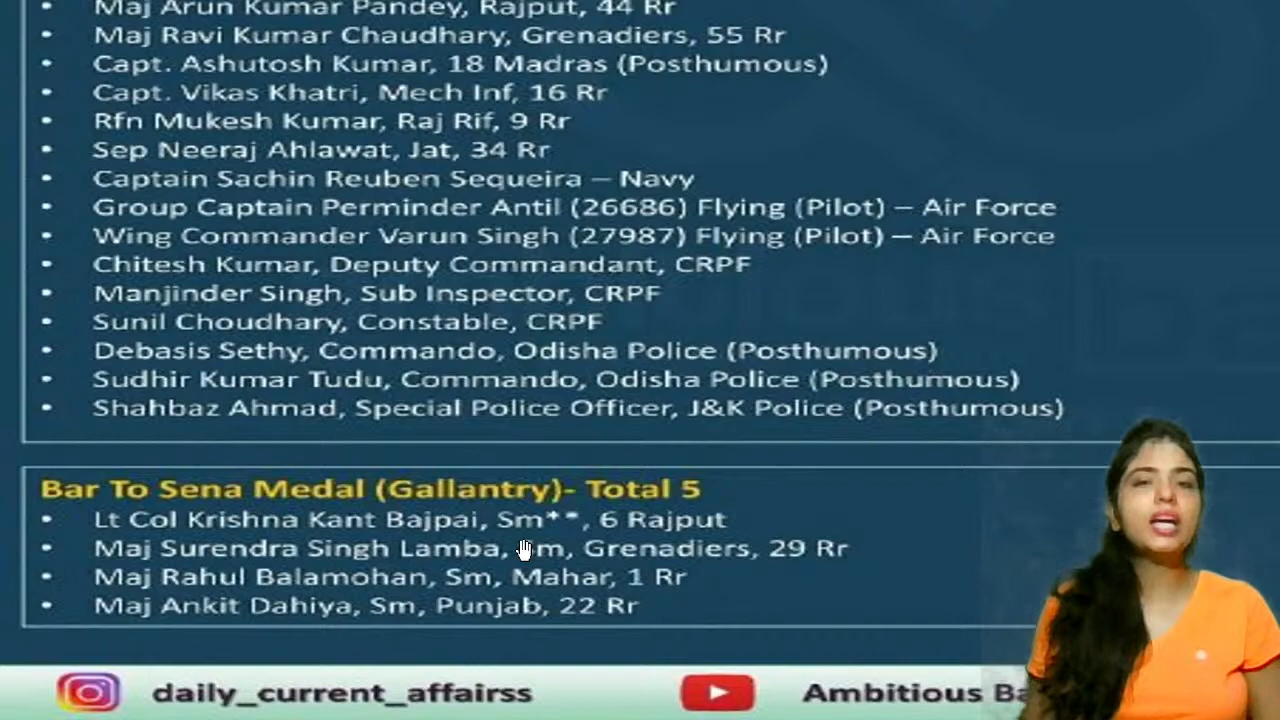 • Maj Arun Kumar Pandey, Rajput, 44 Rr
• Maj Ravi Kumar Chaudhary, Grenadiers, 55 Rr
• Capt. Ashutosh Kumar, 18 Madras (Posthumous)
• Capt. Vikas Khatri, Mech Inf, 16 Rr
• Rfn Mukesh Kumar, Raj Rif, 9 Rr
• Sep Neeraj Ahlawat, Jat, 34 Rr
• Captain Sachin Reuben Sequeira – Navy
• Group Captain Perminder Antil (26686) Flying (Pilot) – Air Force
• Wing Commander Varun Singh (27987) Flying (Pilot) – Air Force
• Chitesh Kumar, Deputy Commandant, CRPF
• Manjinder Singh, Sub Inspector, CRPF
• Sunil Choudhary, Constable, CRPF
• Debasis Sethy, Commando, Odisha Police (Posthumous)
• Sudhir Kumar Tudu, Commando, Odisha Police (Posthumous)
• Shahbaz Ahmad, Special Police Officer, J&K Police (Posthumous)
Bar To Sena Medal (Gallantry)- Total 5
• Lt Col Krishna Kant Bajpai, Sm**, 6 Rajput
• Maj Surendra Singh Lamba, Sm, Grenadiers, 29 Rr
• Maj Rahul Balamohan, Sm, Mahar, 1 Rr
• Maj Ankit Dahiya, Sm, Punjab, 22 Rr
daily_current_affairss
Ambitious Ba